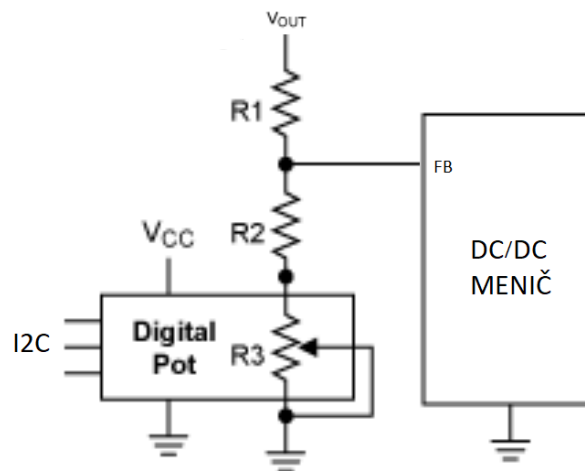 VOUT
R1
FB
R2
VCC
DC/DC
MENIČ
I2C
Digital
Pot
R3